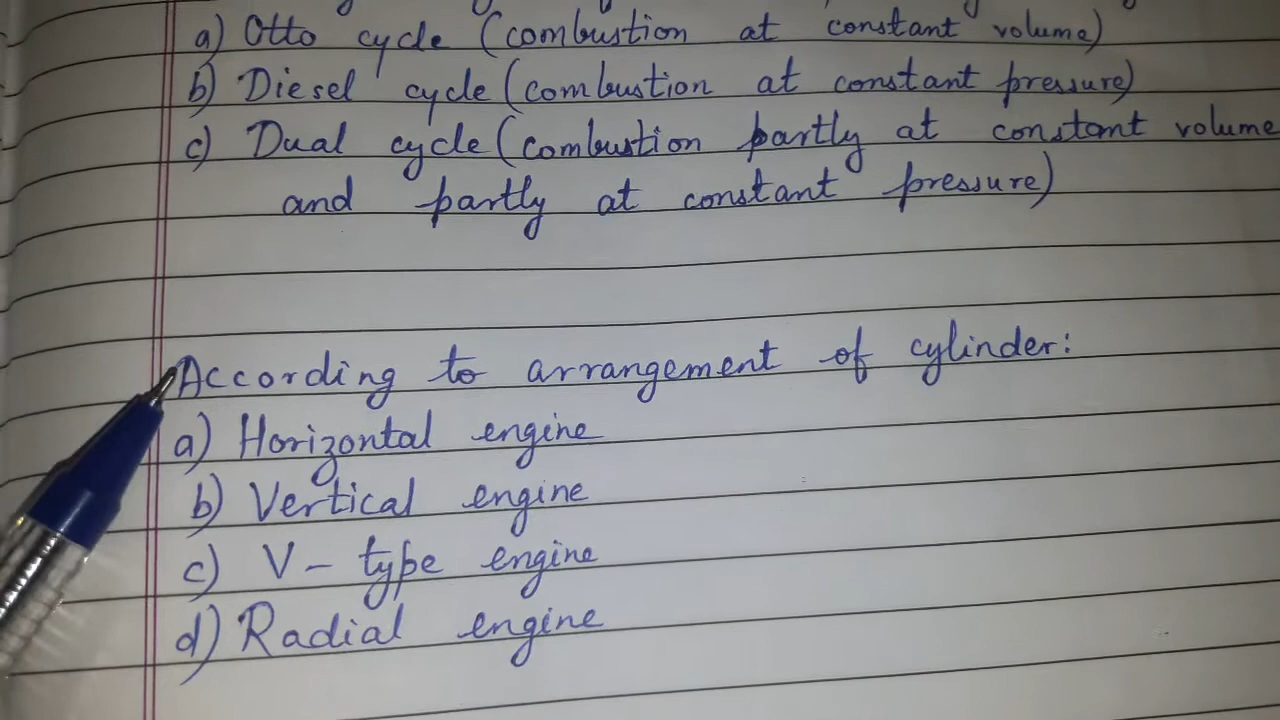 a) Otto cycle (combustion at constant volume)
b) Diesel cycle (combustion at constant pressure)
c) Dual cycle (combustion partly at constant volume
and partly at constant pressure)
According to arrangement of cylinder:
a) Horizontal engine
b) Vertical engine
c) V- type engine
d) Radial engine